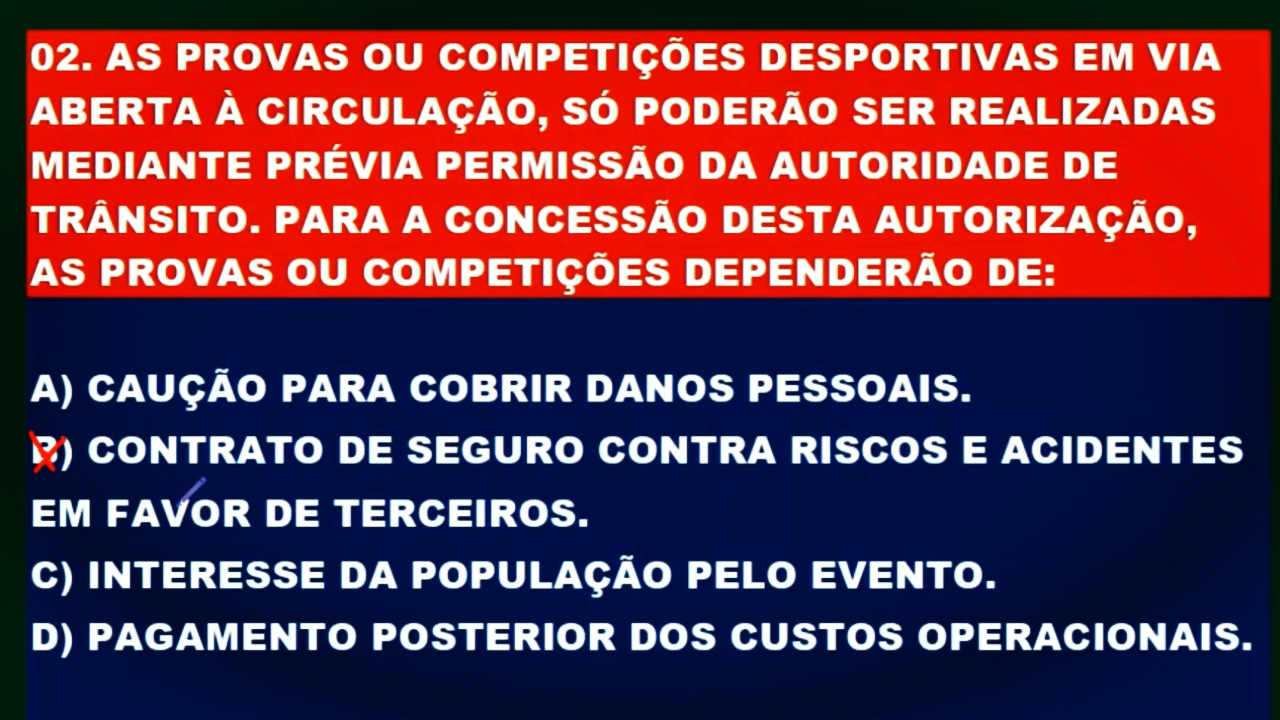 02. AS PROVAS OU COMPETIÇÕES DESPORTIVAS EM VIA
ABERTA À CIRCULAÇÃO, SÓ PODERÃO SER REALIZADAS
MEDIANTE PRÉVIA PERMISSÃO DA AUTORIDADE DE
TRÂNSITO. PARA A CONCESSÃO DESTA AUTORIZAÇÃO,
AS PROVAS OU COMPETIÇÕES DEPENDERÃO DE:
A) CAUÇÃO PARA COBRIR DANOS PESSOAIS.
B) CONTRATO DE SEGURO CONTRA RISCOS E ACIDENTES
EM FAVOR DE TERCEIROS.
C) INTERESSE DA POPULAÇÃO PELO EVENTO.
D) PAGAMENTO POSTERIOR DOS CUSTOS OPERACIONAIS.